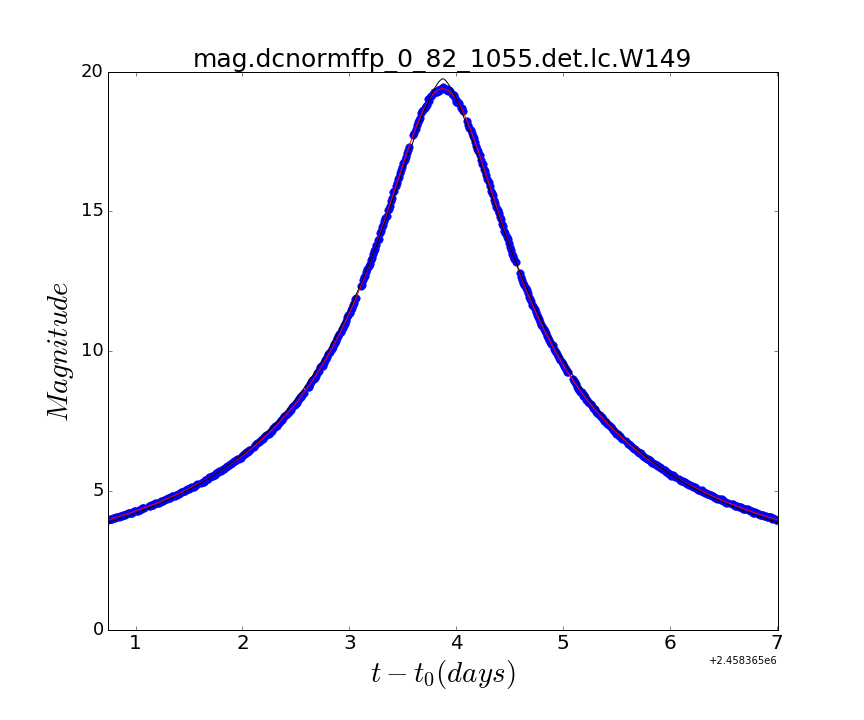 mag.dcnormffp_0_82_1055.det.lc.W149
20
15
10
5
0
Magnitude
1 2 3 4 5 6 7
+2.458365e6
t − t₀(days)